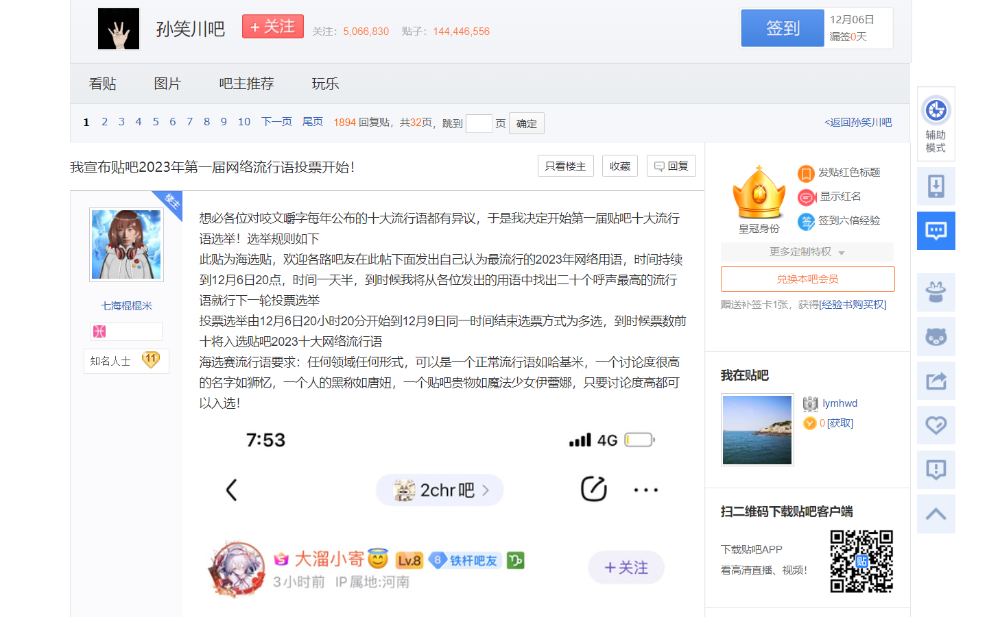 孙笑川吧
+ 关注
关注：5,066,830 贴子：144,446,556
签到
12月06日
漏签0天
看贴 图片 吧主推荐 玩乐
1 2 3 4 5 6 7 8 9 10 下一页 尾页 1894 回复贴，共32页，跳到 页 确定
<返回孙笑川吧
辅助
模式
我宣布贴吧2023年第一届网络流行语投票开始！
只看楼主 收藏 回复
楼主
七海棍棍米
知名人士 11
想必各位对咬文嚼字每年公布的十大流行语都有异议，于是我决定开始第一届贴吧十大流行
语选举！选举规则如下
此贴为海选贴，欢迎各路吧友在此帖下面发出自己认为最流行的2023年网络用语，时间持续
到12月6日20点，时间一天半，到时候我将从各位发出的用语中找出二十个呼声最高的流行
语就行下一轮投票选举
投票选举由12月6日20小时20分开始到12月9日同一时间结束选票方式为多选，到时候票数前
十将入选贴吧2023十大网络流行语
海选赛流行语要求：任何领域任何形式，可以是一个正常流行语如哈基米，一个讨论度很高
的名字如狮忆，一个人的黑称如唐妞，一个贴吧贵物如魔法少女伊蕾娜，只要讨论度高都可
以入选！
7:53 4G
2chr吧
大溜小寄 Lv.8 8 铁杆吧友
3小时前 IP属地:河南
+关注
皇冠身份
发贴红色标题
显示红名
签 签到六倍经验
更多定制特权
兑换本吧会员
赠送补签卡1张，获得[经验书购买权]
我在贴吧
lymhwd
0 [获取]
扫二维码下载贴吧客户端
下载贴吧APP
看高清直播、视频！
贴